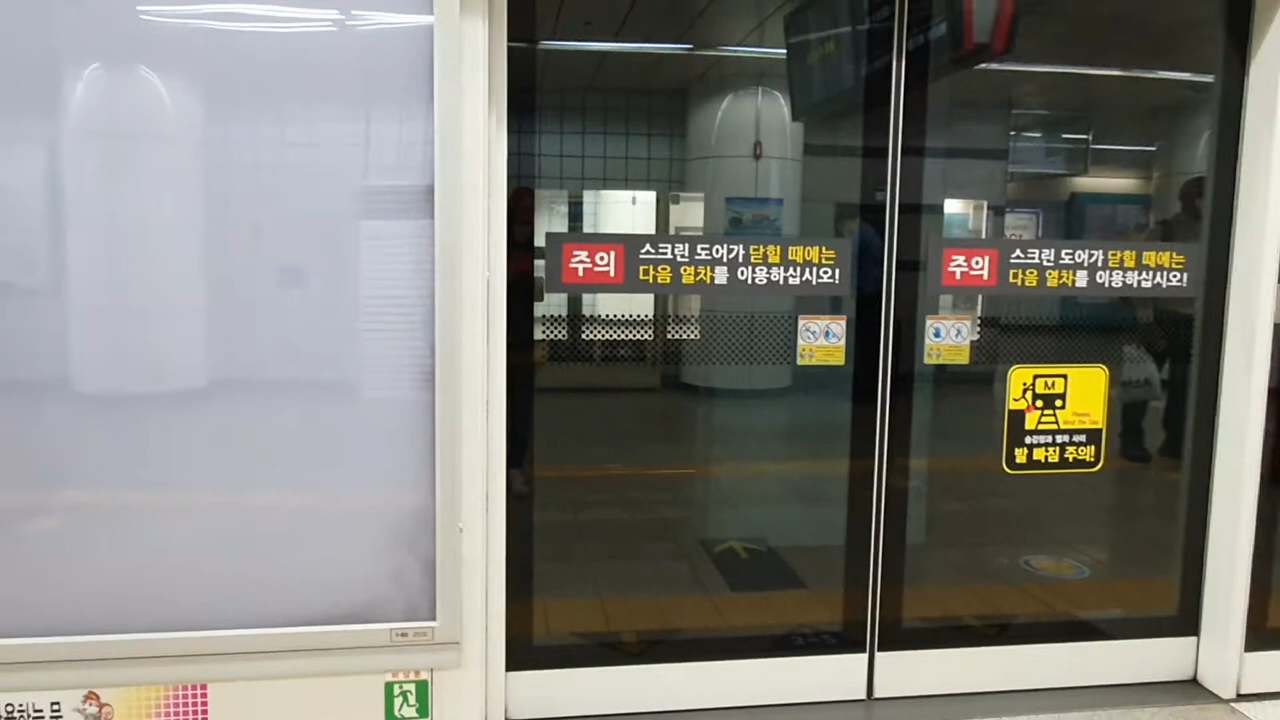 주의
스크린 도어가 닫힐 때에는
다음 열차를 이용하십시오!
주의
스크린 도어가 닫힐 때에는
다음 열차를 이용하십시오!
M
Please,
Mind the Gap
승강장과 열차 사이
발 빠짐 주의!
비상문